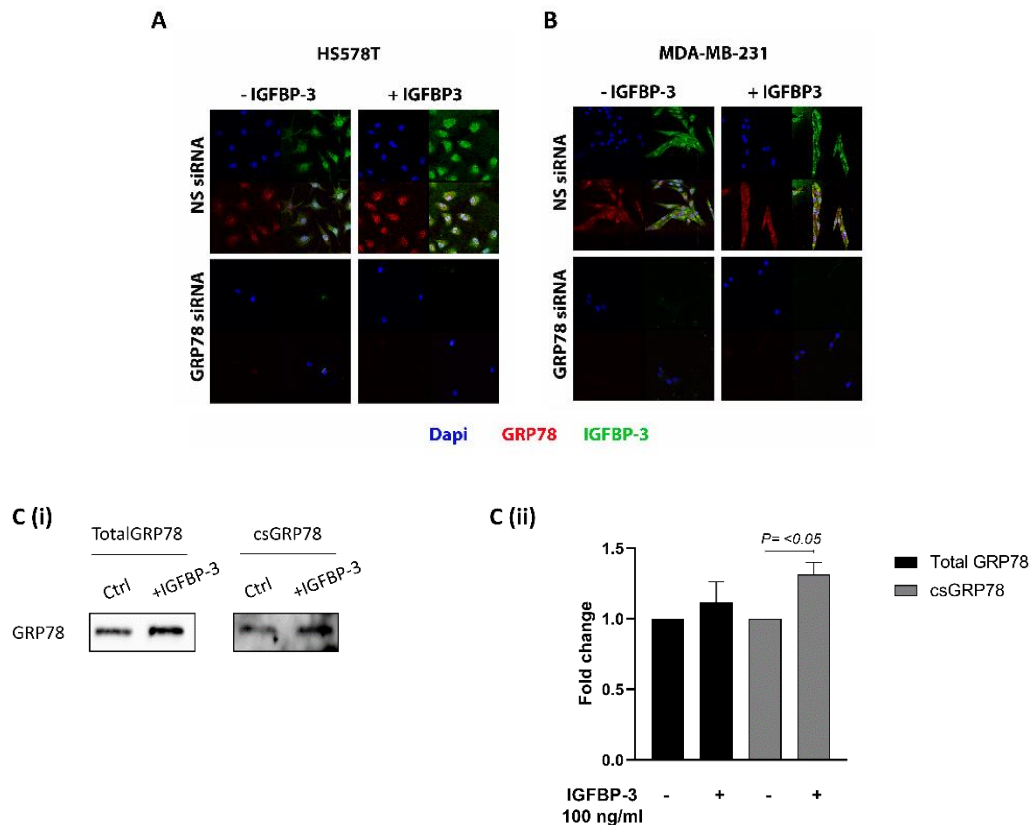 A
HS578T
- IGFBP-3
+ IGFBP3
NS siRNA
GRP78 siRNA
B
MDA-MB-231
- IGFBP-3
+ IGFBP3
NS siRNA
GRP78 siRNA
Dapi GRP78 IGFBP-3
C (i)
TotalGRP78
csGRP78
Ctrl
+IGFBP-3
Ctrl
+IGFBP-3
GRP78
C (ii)
P= <0.05
Fold change
1.5
1.0
0.5
0.0
Total GRP78
csGRP78
IGFBP-3 - + - +
100 ng/ml